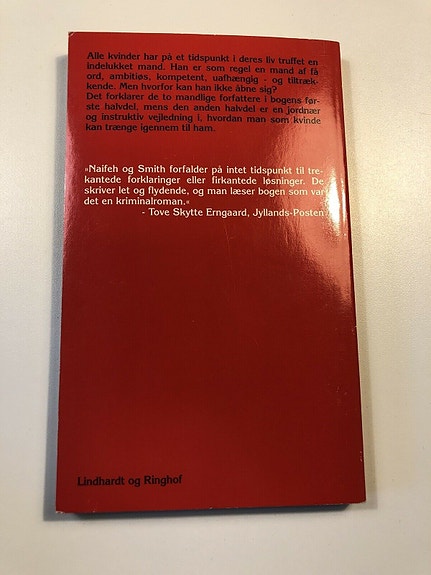 Alle kvinder har på et tidspunkt i deres liv truffet en
indelukket mand. Han er som regel en mand af få
ord, ambitiøs, kompetent, uafhængig - og tiltræk-
kende. Men hvorfor kan han ikke åbne sig?
Det forklarer de to mandlige forfattere i bogens før-
ste halvdel, mens den anden halvdel er en jordnær
og instruktiv vejledning i, hvordan man som kvinde
kan trænge igennem til ham.
»Naifeh og Smith forfalder på intet tidspunkt til tre-
kantede forklaringer eller firkantede løsninger. De
skriver let og flydende, og man læser bogen som var
det en kriminalroman.«
- Tove Skytte Erngaard, Jyllands-Posten
Lindhardt og Ringhof